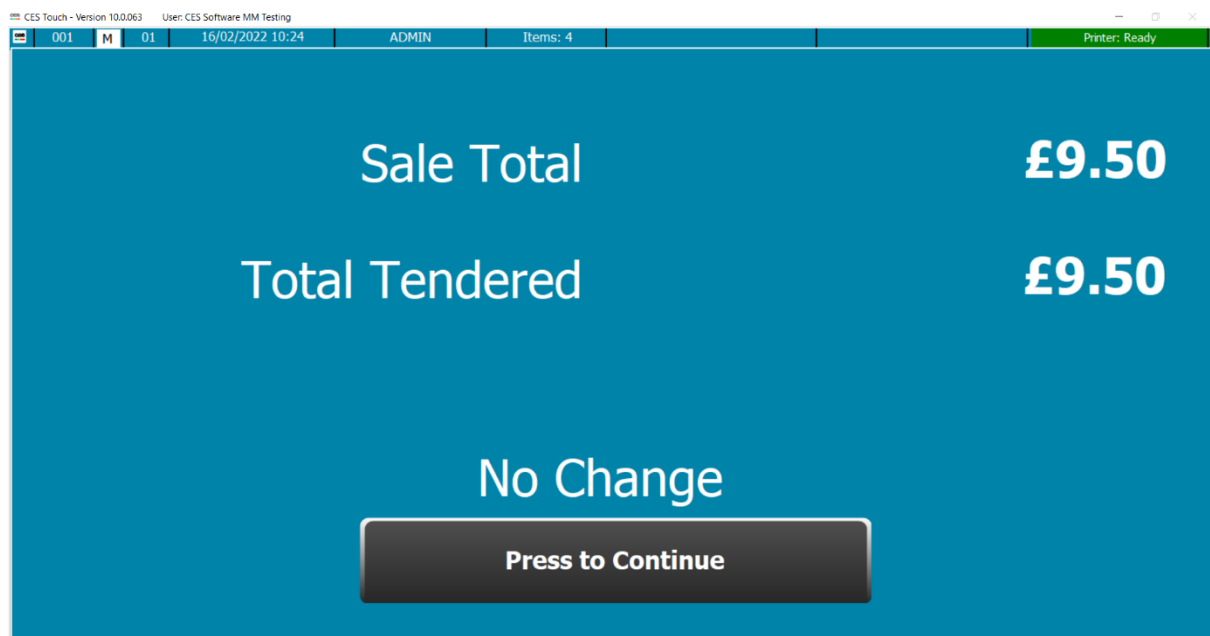 CES Touch - Version 10.0.063 User: CES Software MM Testing
001 M 01 16/02/2022 10:24 ADMIN Items: 4 Printer: Ready
Sale Total £9.50
Total Tendered £9.50
No Change
Press to Continue